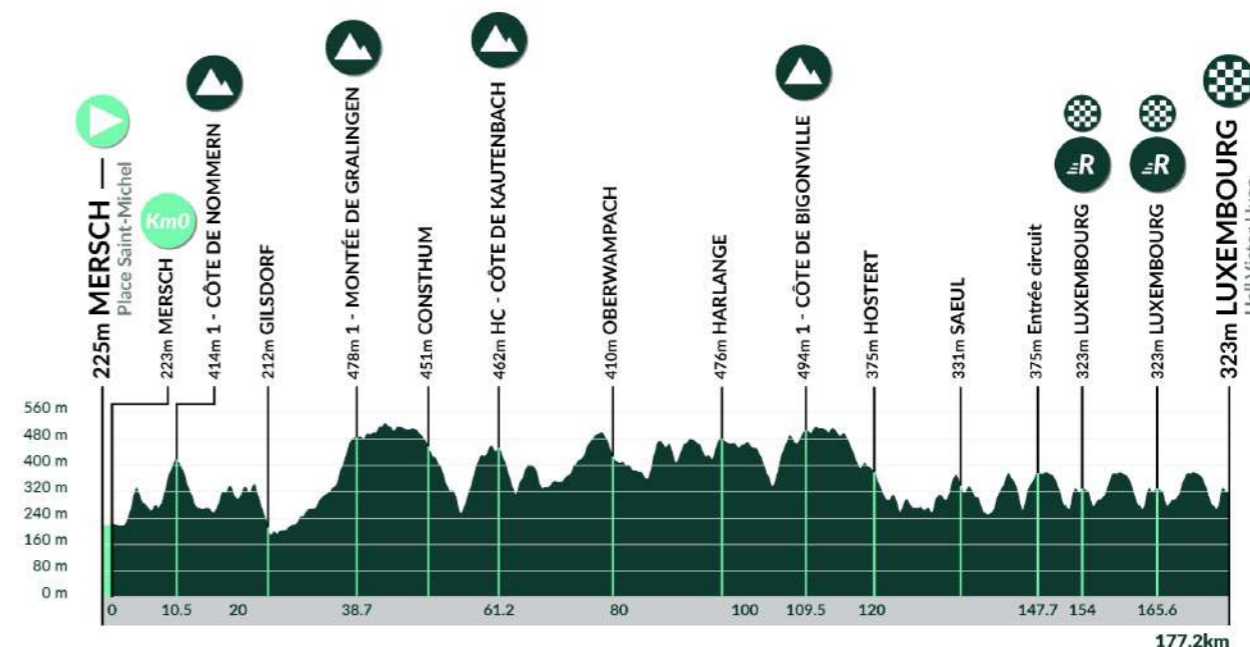 225m MERSCH
Place Saint-Michel
Km0
223m MERSCH
414m 1 - CÔTE DE NOMMERN
212m GILSDORF
478m 1 - MONTÉE DE GRALINGEN
451m CONSTHUM
462m HC - CÔTE DE KAUTENBACH
410m OBERWAMPACH
476m HARLANGE
494m 1 - CÔTE DE BIGONVILLE
375m HOSTERT
331m SAEUL
375m Entrée circuit
R
323m LUXEMBOURG
R
323m LUXEMBOURG
323m LUXEMBOURG
560 m
480 m
400 m
320 m
240 m
160 m
80 m
0 m
0 10.5 20 38.7 61.2 80 100 109.5 120 147.7 154 165.6
177.2km